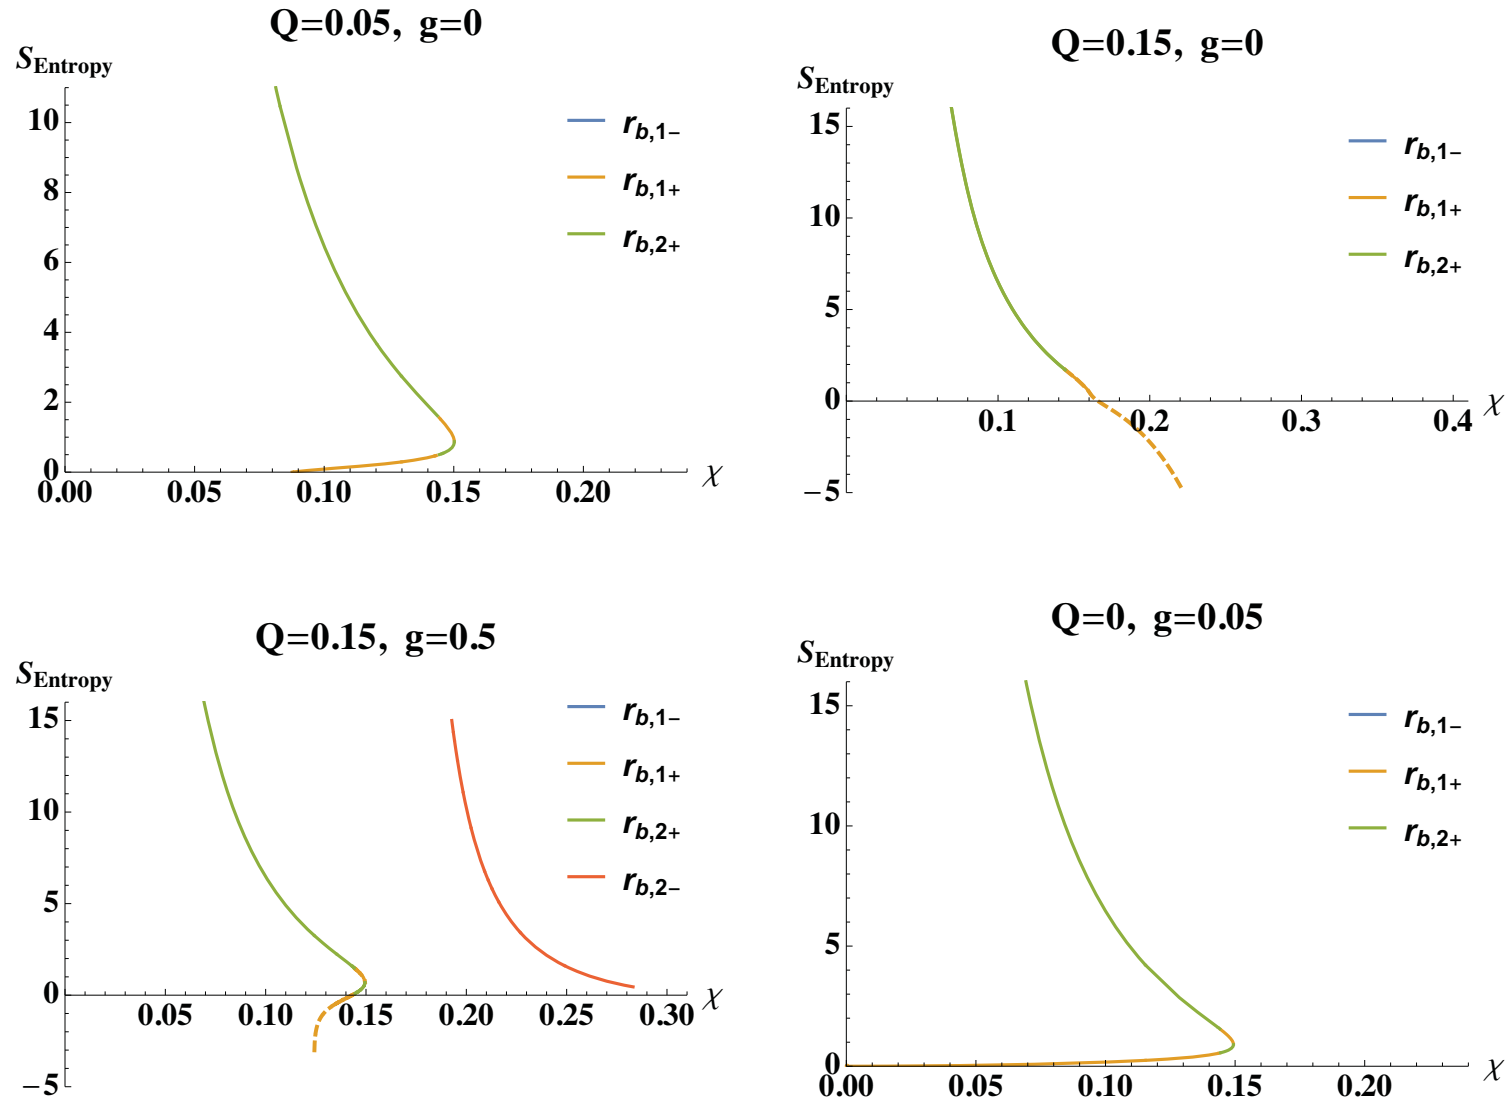 Q=0.05, g=0
S_Entropy
10
8
6
4
2
0
0.00 0.05 0.10 0.15 0.20 χ
r_b,1−
r_b,1+
r_b,2+
Q=0.15, g=0
S_Entropy
15
10
5
0
−5
0.1 0.2 0.3 0.4 χ
r_b,1−
r_b,1+
r_b,2+
Q=0.15, g=0.5
S_Entropy
15
10
5
0
−5
0.05 0.10 0.15 0.20 0.25 0.30 χ
r_b,1−
r_b,1+
r_b,2+
r_b,2−
Q=0, g=0.05
S_Entropy
15
10
5
0
0.00 0.05 0.10 0.15 0.20 χ
r_b,1−
r_b,1+
r_b,2+